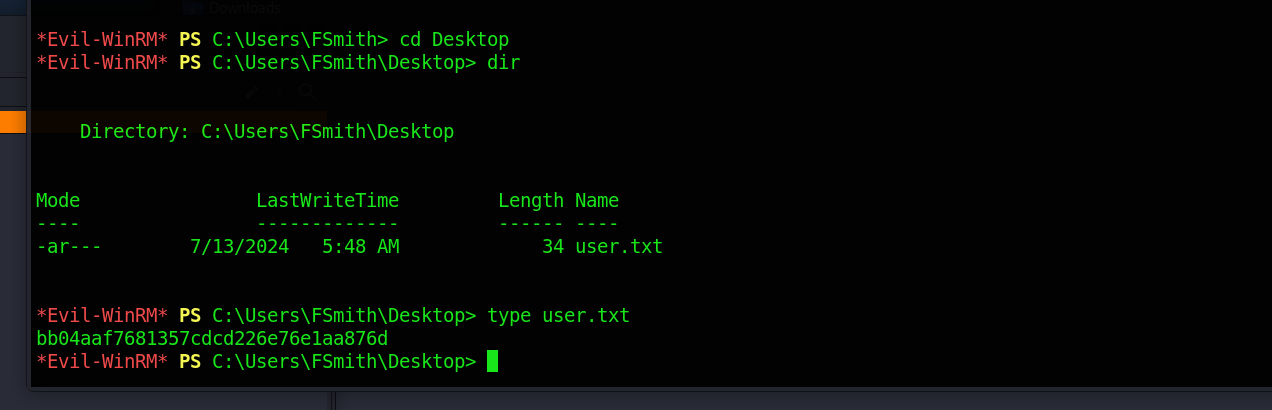 Downloads
*Evil-WinRM* PS C:\Users\FSmith> cd Desktop
*Evil-WinRM* PS C:\Users\FSmith\Desktop> dir
Directory: C:\Users\FSmith\Desktop
Mode LastWriteTime Length Name
---- ------------- ------ ----
-ar--- 7/13/2024 5:48 AM 34 user.txt
*Evil-WinRM* PS C:\Users\FSmith\Desktop> type user.txt
bb04aaf7681357cdcd226e76e1aa876d
*Evil-WinRM* PS C:\Users\FSmith\Desktop>